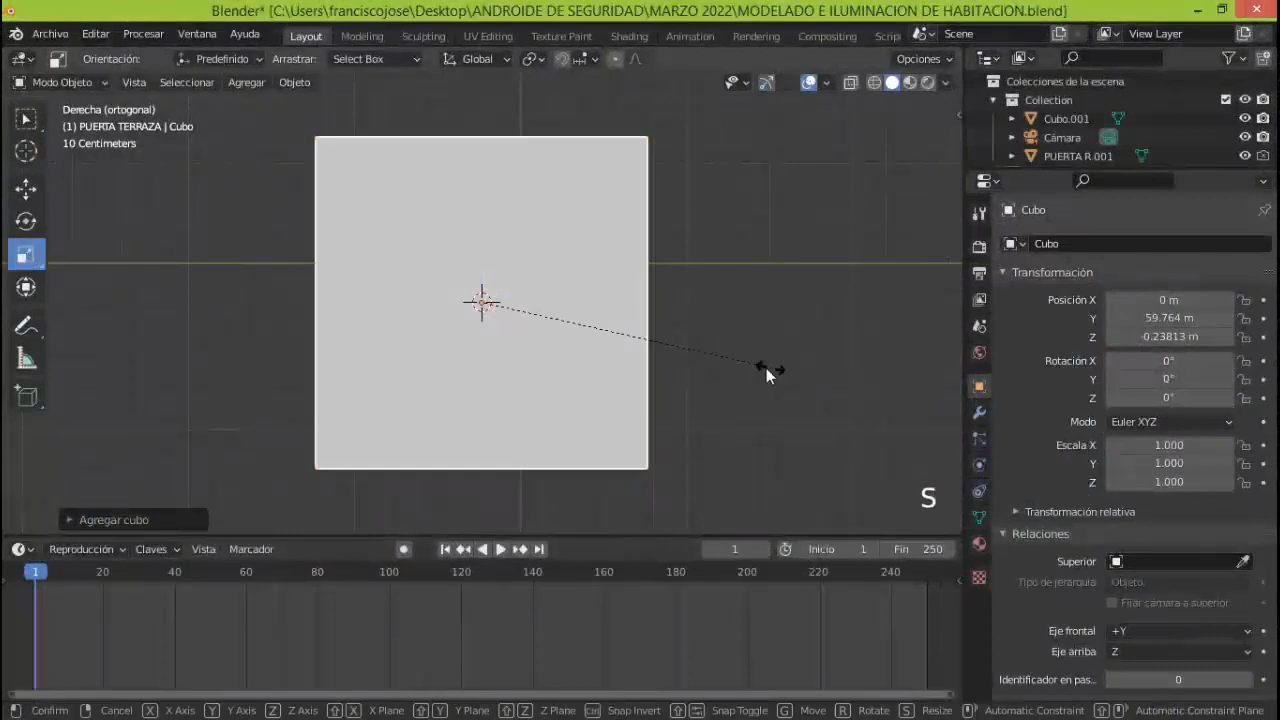 Blender* [C:\Users\franciscojose\Desktop\ANDROIDE DE SEGURIDAD\MARZO 2022\MODELADO E ILUMINACION DE HABITACION.blend]
Archivo Editar Procesar Ventana Ayuda Layout Modeling Sculpting UV Editing Texture Paint Shading Animation Rendering Compositing Scrip Scene View Layer
Orientación: Predefinido Arrastrar: Select Box Global Opciones
Modo Objeto Vista Seleccionar Agregar Objeto
Derecha (ortogonal)
(1) PUERTA TERRAZA | Cubo
10 Centimeters
Colecciones de la escena
Collection
Cubo.001
Cámara
PUERTA R.001
Cubo
Cubo
Transformación
Posición X 0 m
Y 59.764 m
Z -0.23813 m
Rotación X 0°
Y 0°
Z 0°
Modo Euler XYZ
Escala X 1.000
Y 1.000
Z 1.000
Transformación relativa
Relaciones
Superior
Tipo de jerarquía Objeto
Fijar cámara a superior
Eje frontal +Y
Eje arriba Z
Identificador en pas.. 0
S
Agregar cubo
Reproducción Claves Vista Marcador 1 Inicio 1 Fin 250
1 20 40 60 80 100 120 140 160 180 200 220 240
Confirm Cancel X X Axis Y Y Axis Z Z Axis X X Plane Y Y Plane Z Z Plane Ctrl Snap Invert Snap Toggle G Move R Rotate S Resize Automatic Constraint Automatic Constraint Plane